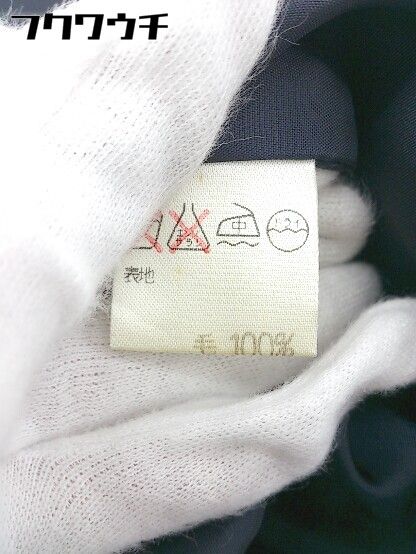 フクワウチ
中
表地
毛 100%